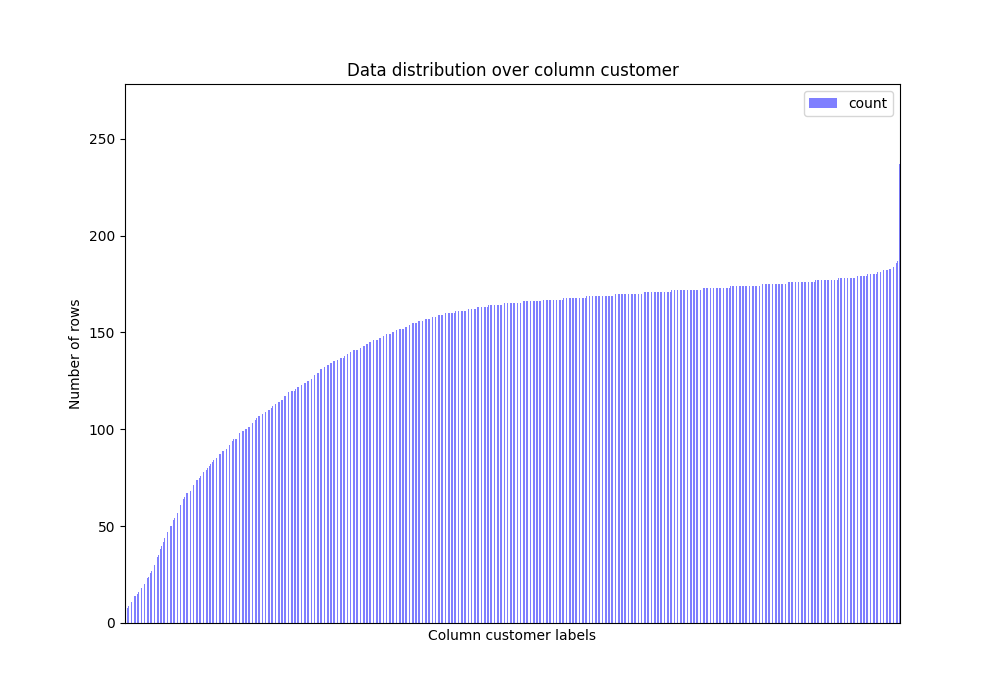 Data distribution over column customer
count
250
200
150
100
50
0
Number of rows
Column customer labels